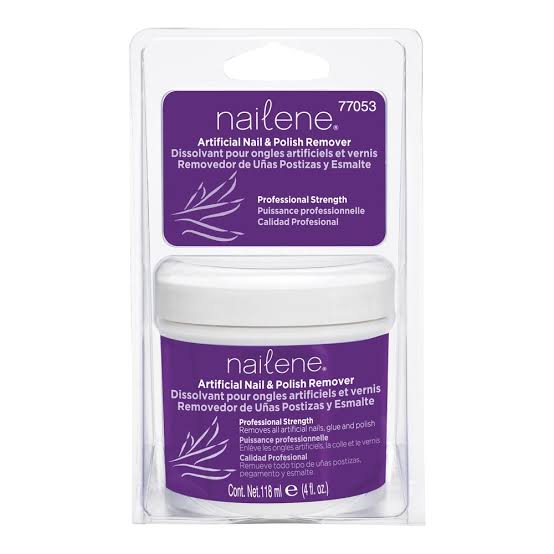 77053
nailene®
Artificial Nail & Polish Remover
Dissolvant pour ongles artificiels et vernis
Removedor de Uñas Postizas y Esmalte
Professional Strength
Puissance professionnelle
Calidad Profesional
nailene®
Artificial Nail & Polish Remover
Dissolvant pour ongles artificiels et vernis
Removedor de Uñas Postizas y Esmalte
Professional Strength
Removes all artificial nails, glue and polish
Puissance professionnelle
Enlève les ongles artificiels, la colle et le vernis
Calidad Profesional
Remueve todo tipo de uñas postizas,
pegamento y esmalte.
Cont. Net.118 ml ℮ (4 fl. oz.)